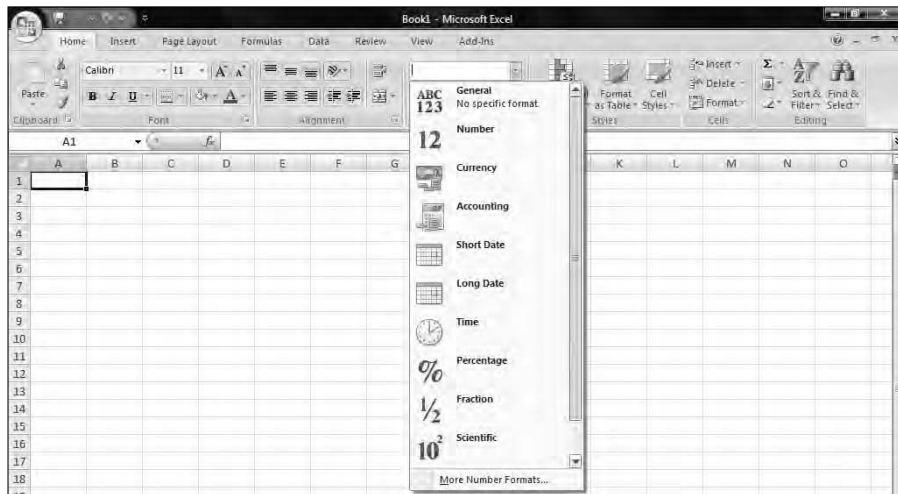 Book1 - Microsoft Excel
Home Insert Page Layout Formulas Data Review View Add-Ins
Calibri 11 A A
Paste
B I U A
Clipboard Font Alignment
Format as Table Cell Styles
Styles
Insert
Delete
Format
Cells
Σ
Sort & Filter Find & Select
Editing
A1 fx
A B C D E F G K L M N O
1
2
3
4
5
6
7
8
9
10
11
12
13
14
15
16
17
18
ABC 123 General
No specific format
12 Number
Currency
Accounting
Short Date
Long Date
Time
% Percentage
1/2 Fraction
10² Scientific
More Number Formats...